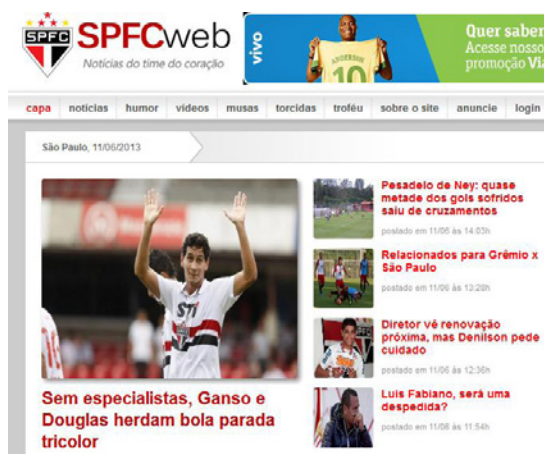 SPFC
SPFCweb
Notícias do time do coração
vivo
ANDERSON
10
Quer saber
Acesse nosso
promoção Via
capa notícias humor vídeos musas torcidas troféu sobre o site anuncie login
São Paulo, 11/06/2013
Sem especialistas, Ganso e
Douglas herdam bola parada
tricolor
Pesadelo de Ney: quase
metade dos gols sofridos
saiu de cruzamentos
postado em 11/06 às 14:03h
Relacionados para Grêmio x
São Paulo
postado em 11/06 às 13:28h
Diretor vê renovação
próxima, mas Denilson pede
cuidado
postado em 11/06 às 12:36h
Luis Fabiano, será uma
despedida?
postado em 11/06 às 11:54h